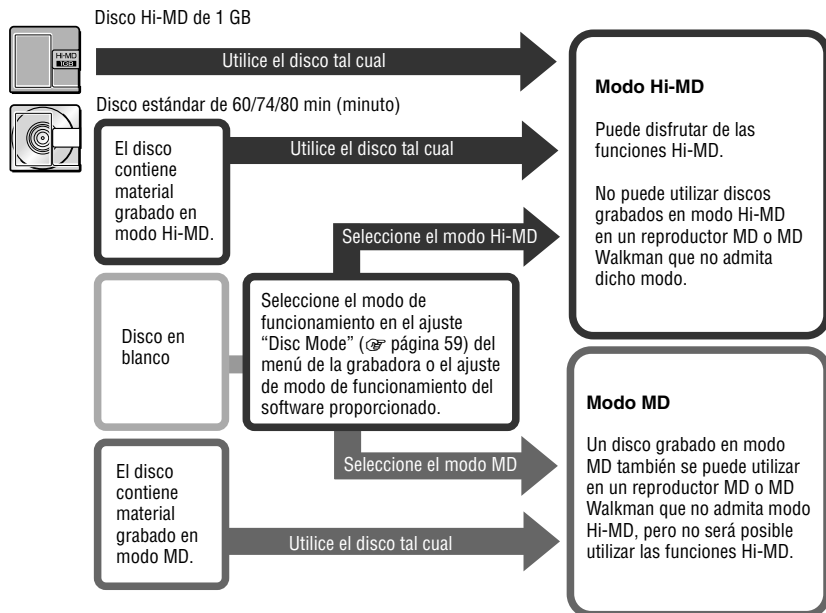 Disco Hi-MD de 1 GB
Hi-MD
1GB
Utilice el disco tal cual
Disco estándar de 60/74/80 min (minuto)
El disco
contiene
material
grabado en
modo Hi-MD.
Utilice el disco tal cual
Seleccione el modo Hi-MD
Disco en
blanco
Seleccione el modo de
funcionamiento en el ajuste
“Disc Mode” (☞ página 59) del
menú de la grabadora o el ajuste
de modo de funcionamiento del
software proporcionado.
Seleccione el modo MD
El disco
contiene
material
grabado en
modo MD.
Utilice el disco tal cual
Modo Hi-MD
Puede disfrutar de las
funciones Hi-MD.
No puede utilizar discos
grabados en modo Hi-MD
en un reproductor MD o MD
Walkman que no admita
dicho modo.
Modo MD
Un disco grabado en modo
MD también se puede utilizar
en un reproductor MD o MD
Walkman que no admita modo
Hi-MD, pero no será posible
utilizar las funciones Hi-MD.